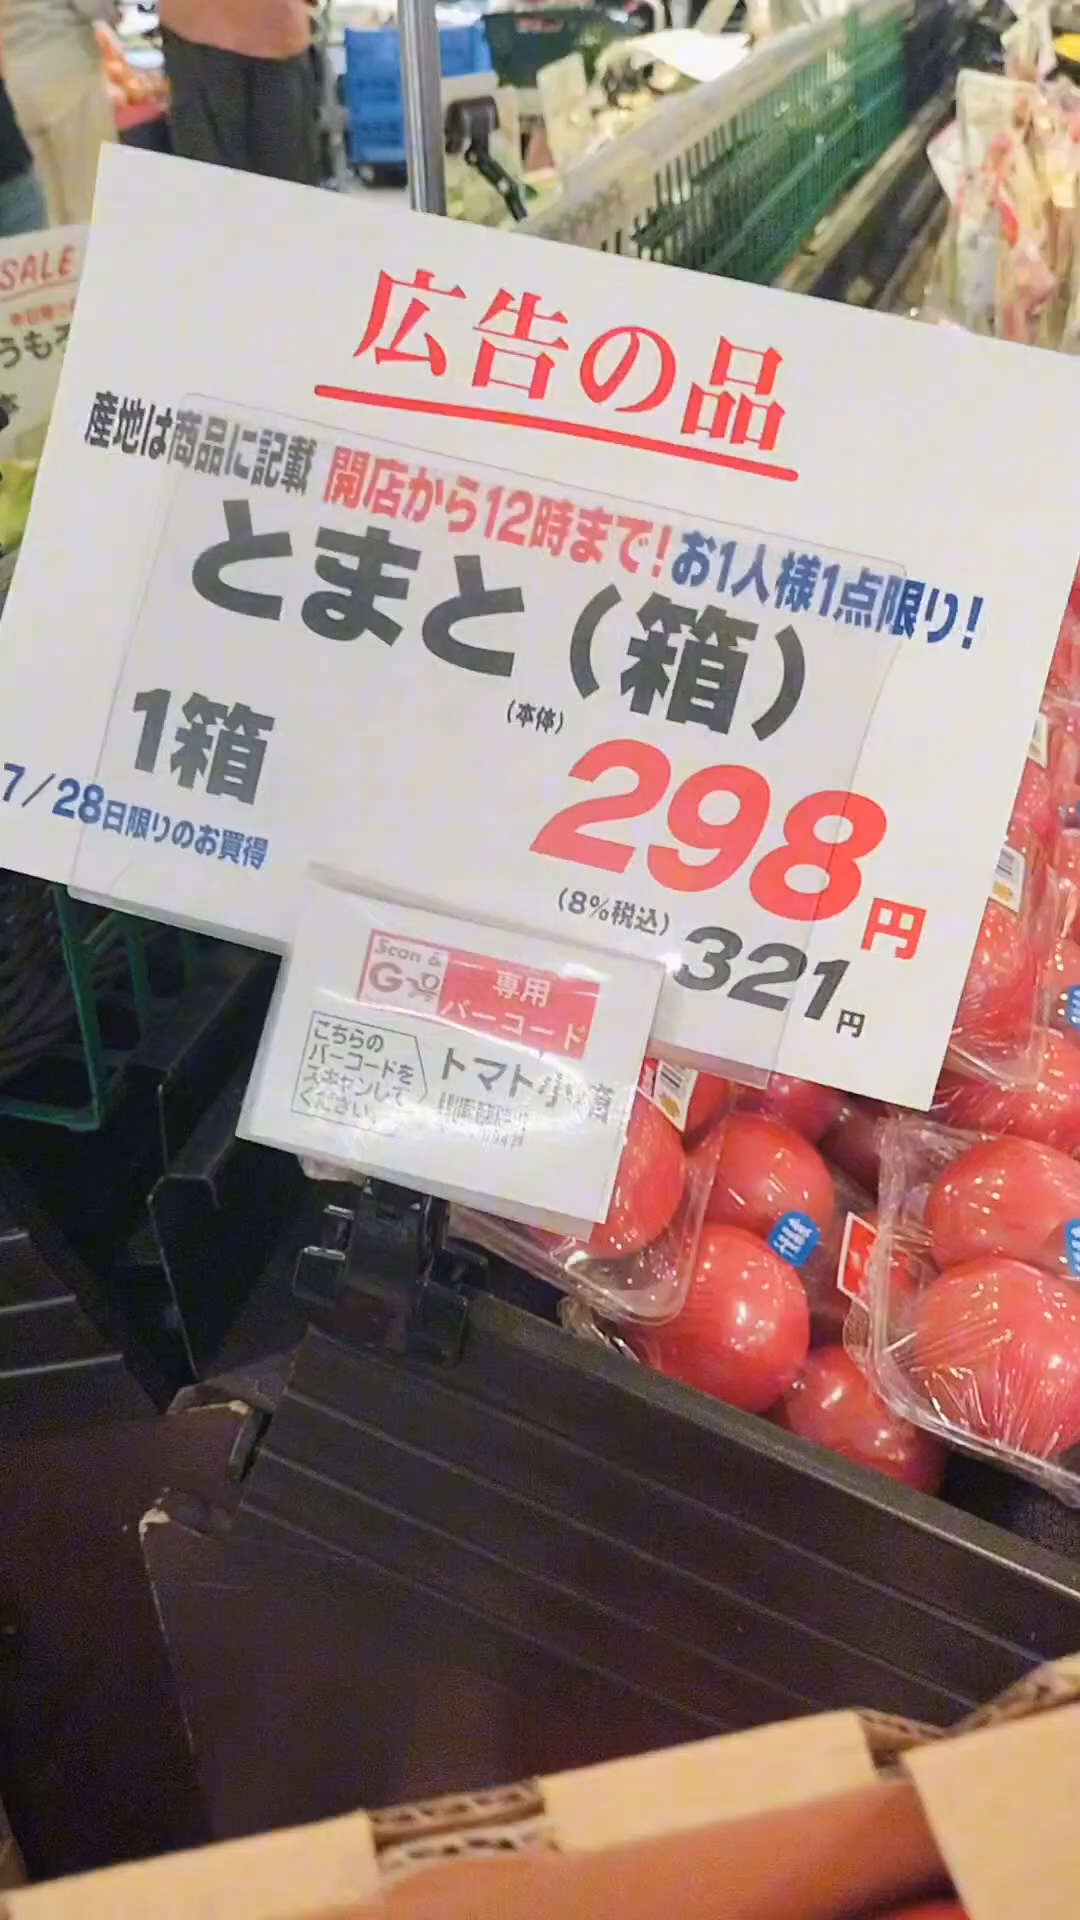 SALE
広告の品
産地は商品に記載 開店から12時まで！お1人様1点限り！
とまと（箱）
1箱
(本体)
298円
7／28日限りのお買得
(8%税込)
321円
Scan &
Go
専用
バーコード
こちらの
バーコードを
スキャンして
ください。
トマト